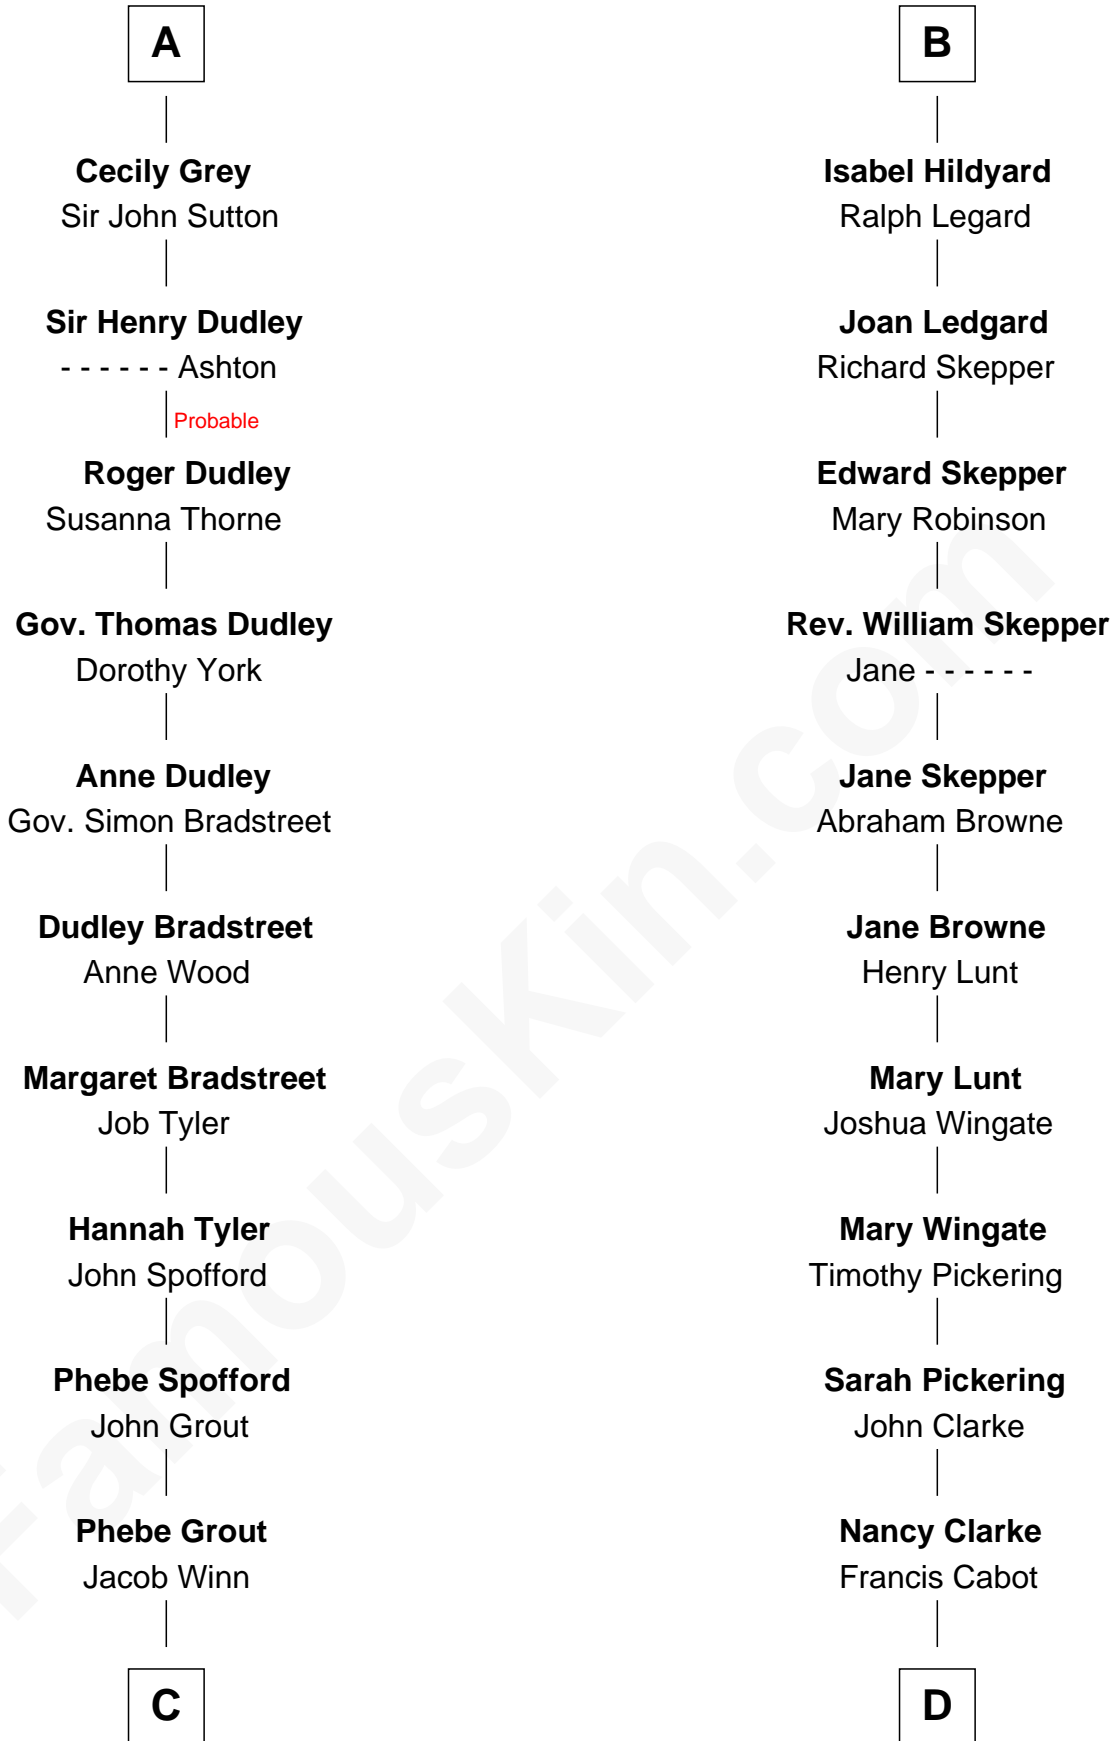 A
Cecily Grey
Sir John Sutton
Sir Henry Dudley
- - - - - - Ashton
Probable
Roger Dudley
Susanna Thorne
Gov. Thomas Dudley
Dorothy York
Anne Dudley
Gov. Simon Bradstreet
Dudley Bradstreet
Anne Wood
Margaret Bradstreet
Job Tyler
Hannah Tyler
John Spofford
Phebe Spofford
John Grout
Phebe Grout
Jacob Winn
C
B
Isabel Hildyard
Ralph Legard
Joan Ledgard
Richard Skepper
Edward Skepper
Mary Robinson
Rev. William Skepper
Jane - - - - - -
Jane Skepper
Abraham Browne
Jane Browne
Henry Lunt
Mary Lunt
Joshua Wingate
Mary Wingate
Timothy Pickering
Sarah Pickering
John Clarke
Nancy Clarke
Francis Cabot
D
FamousKin.com